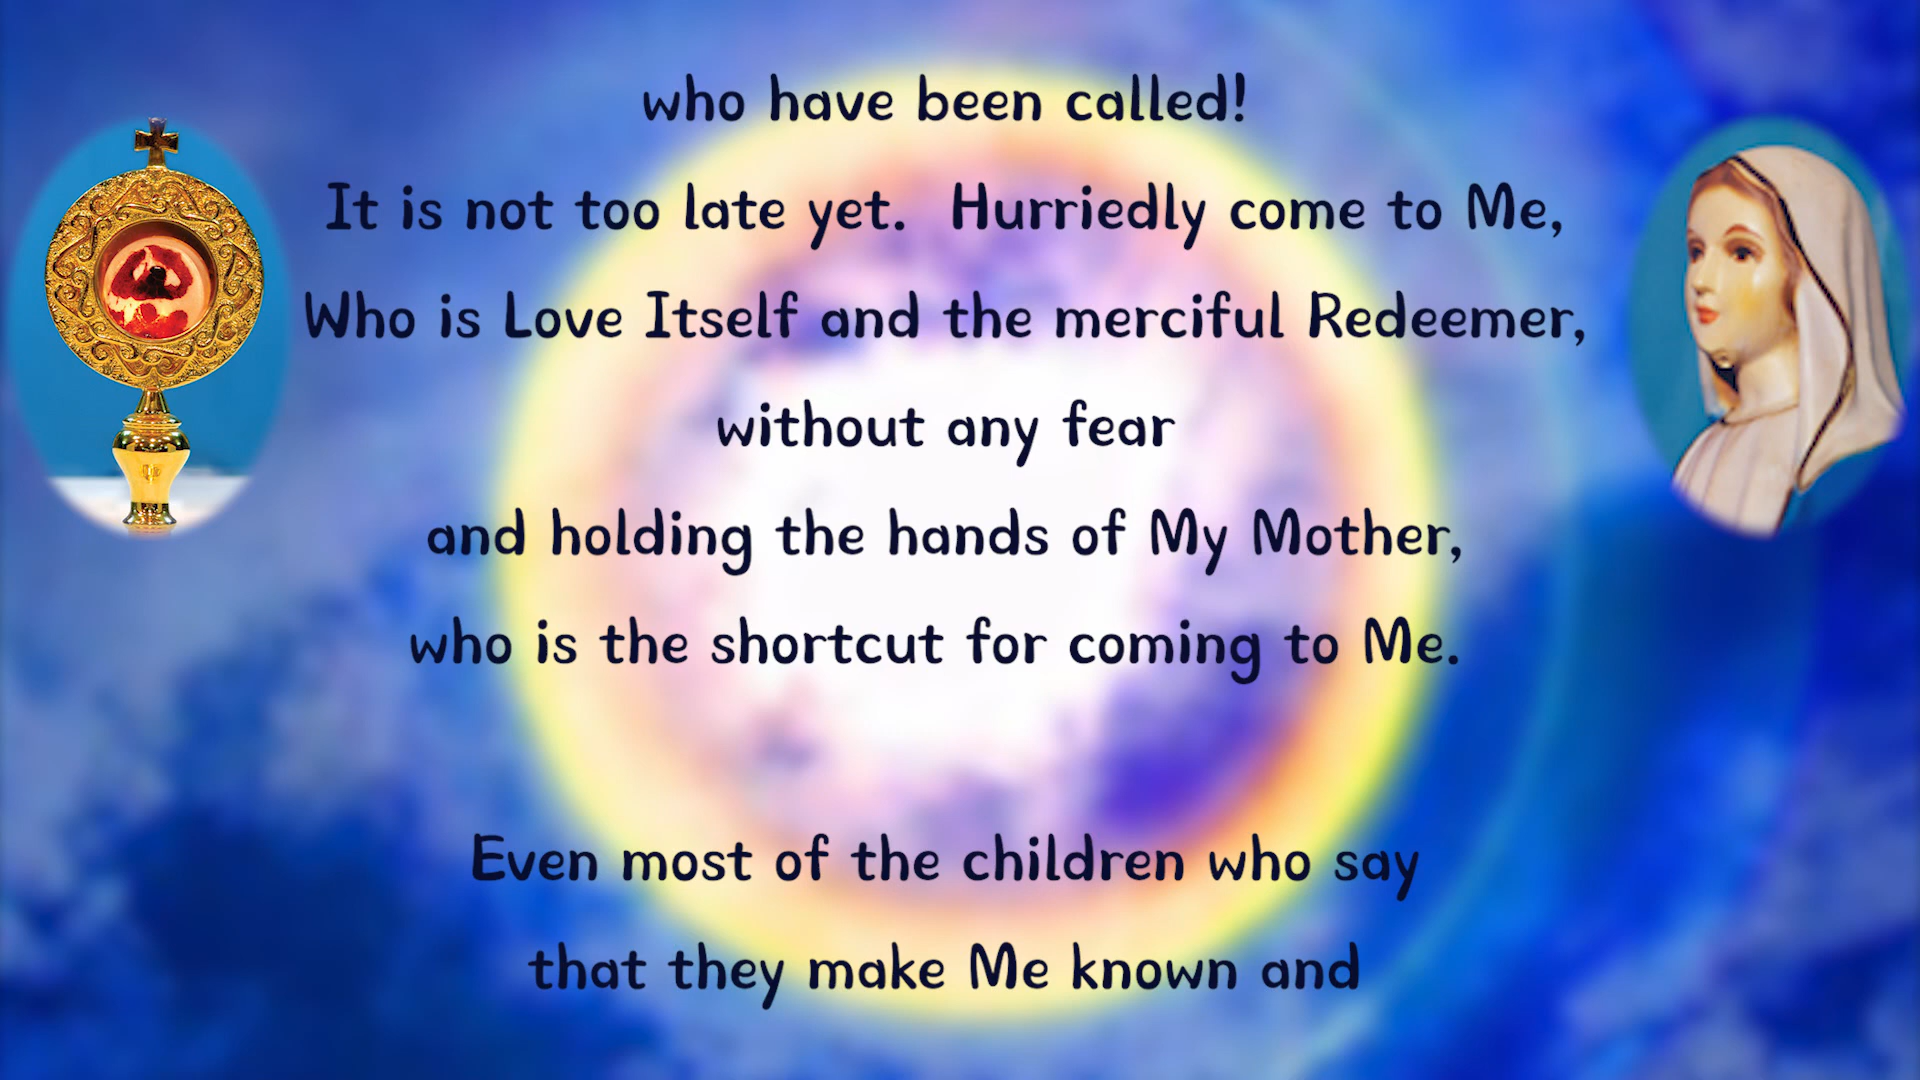 who have been called!
It is not too late yet.  Hurriedly come to Me,
Who is Love Itself and the merciful Redeemer,
without any fear
and holding the hands of My Mother,
who is the shortcut for coming to Me.
Even most of the children who say
that they make Me known and